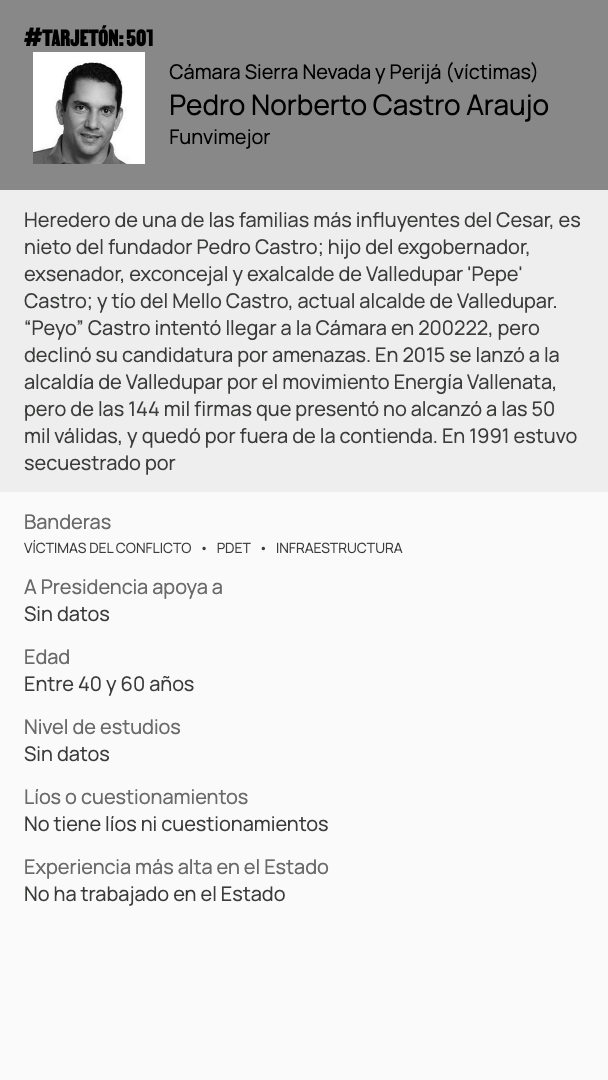 #TARJETÓN: 501
Cámara Sierra Nevada y Perijá (víctimas)
Pedro Norberto Castro Araujo
Funvimejor
Heredero de una de las familias más influyentes del Cesar, es
nieto del fundador Pedro Castro; hijo del exgobernador,
exsenador, exconcejal y exalcalde de Valledupar 'Pepe'
Castro; y tío del Mello Castro, actual alcalde de Valledupar.
“Peyo” Castro intentó llegar a la Cámara en 200222, pero
declinó su candidatura por amenazas. En 2015 se lanzó a la
alcaldía de Valledupar por el movimiento Energía Vallenata,
pero de las 144 mil firmas que presentó no alcanzó a las 50
mil válidas, y quedó por fuera de la contienda. En 1991 estuvo
secuestrado por
Banderas
VÍCTIMAS DEL CONFLICTO • PDET • INFRAESTRUCTURA
A Presidencia apoya a
Sin datos
Edad
Entre 40 y 60 años
Nivel de estudios
Sin datos
Líos o cuestionamientos
No tiene líos ni cuestionamientos
Experiencia más alta en el Estado
No ha trabajado en el Estado